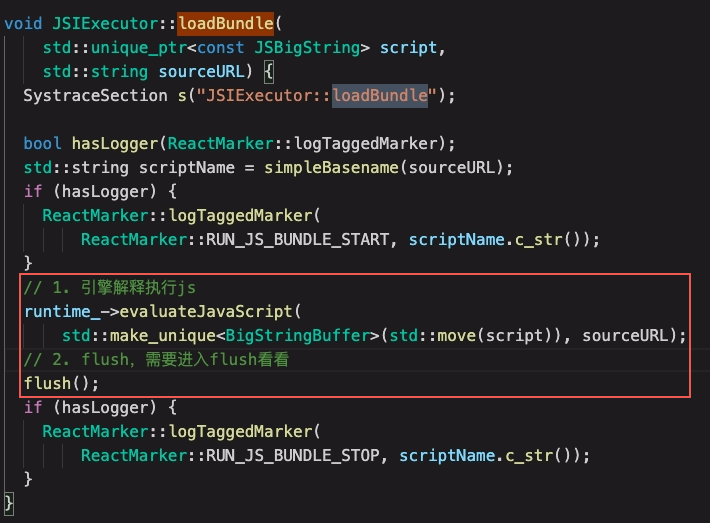 void JSIExecutor::loadBundle(
std::unique_ptr<const JSBigString> script,
std::string sourceURL) {
SystraceSection s("JSIExecutor::loadBundle");
bool hasLogger(ReactMarker::logTaggedMarker);
std::string scriptName = simpleBasename(sourceURL);
if (hasLogger) {
ReactMarker::logTaggedMarker(
ReactMarker::RUN_JS_BUNDLE_START, scriptName.c_str());
}
// 1. 引擎解释执行js
runtime_->evaluateJavaScript(
std::make_unique<BigStringBuffer>(std::move(script)), sourceURL);
// 2. flush，需要进入flush看看
flush();
if (hasLogger) {
ReactMarker::logTaggedMarker(
ReactMarker::RUN_JS_BUNDLE_STOP, scriptName.c_str());
}
}